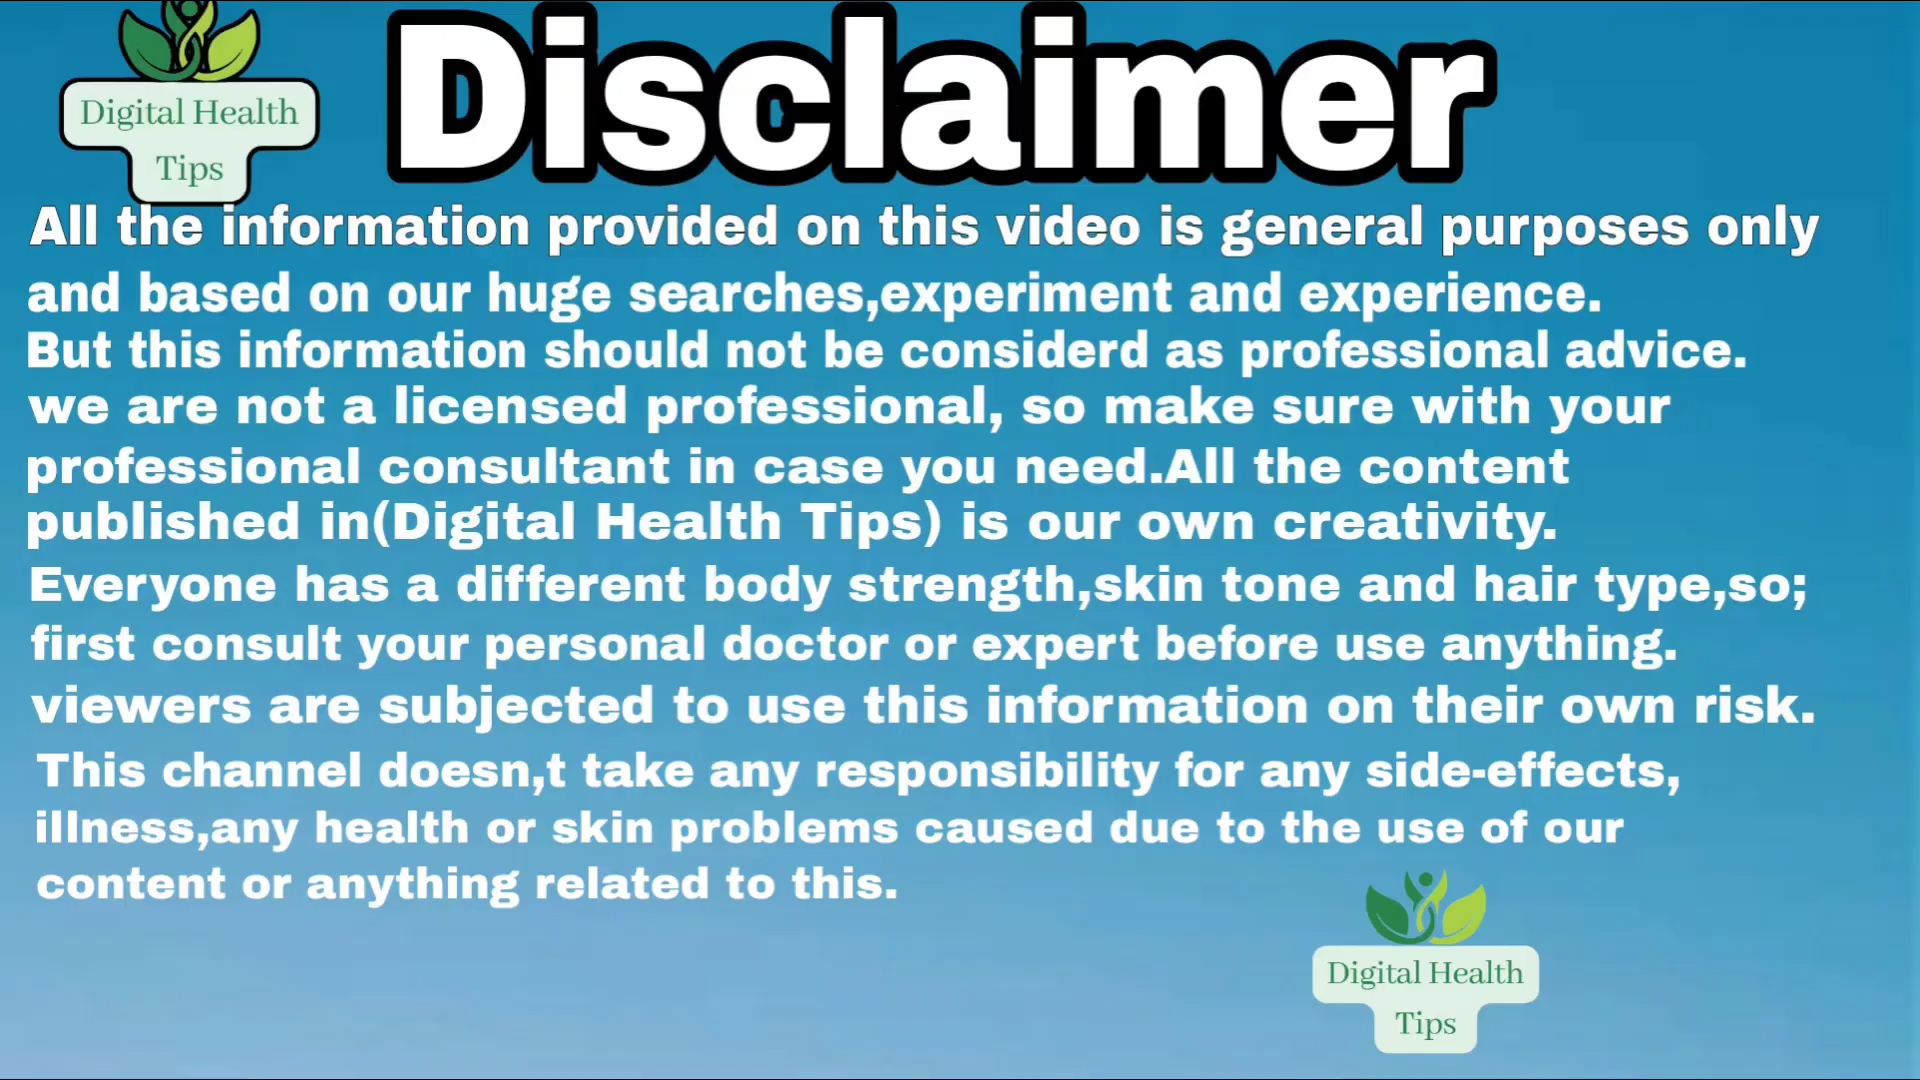 Digital Health
Tips
Disclaimer
All the information provided on this video is general purposes only
and based on our huge searches,experiment and experience.
But this information should not be considerd as professional advice.
we are not a licensed professional, so make sure with your
professional consultant in case you need.All the content
published in(Digital Health Tips) is our own creativity.
Everyone has a different body strength,skin tone and hair type,so;
first consult your personal doctor or expert before use anything.
viewers are subjected to use this information on their own risk.
This channel doesn,t take any responsibility for any side-effects,
illness,any health or skin problems caused due to the use of our
content or anything related to this.
Digital Health
Tips